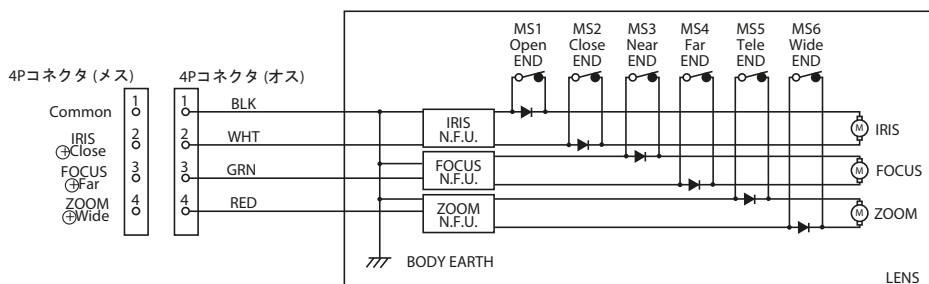 MS1 Open END
MS2 Close END
MS3 Near END
MS4 Far END
MS5 Tele END
MS6 Wide END
4Pコネクタ (メス)
4Pコネクタ (オス)
Common
1
1
BLK
IRIS
⊕Close
2
2
WHT
FOCUS
⊕Far
3
3
GRN
ZOOM
⊕Wide
4
4
RED
IRIS
N.F.U.
FOCUS
N.F.U.
ZOOM
N.F.U.
M
IRIS
M
FOCUS
M
ZOOM
BODY EARTH
LENS